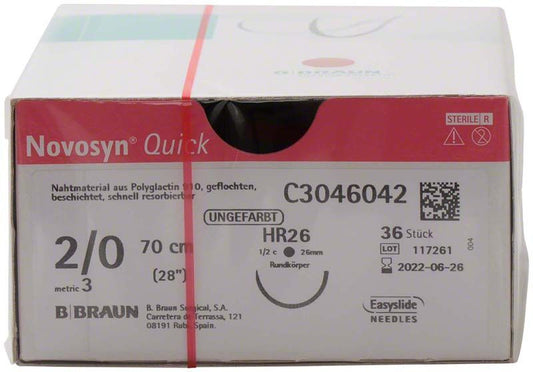 B|BRAUN
STERILE R
Novosyn® Quick
Nahtmaterial aus Polyglactin 910, geflochten,
beschichtet, schnell resorbierbar
C3046042
UNGEFARBT
2/0 70 cm
(28")
metric 3
HR26
1/2 c 26mm
Rundkörper
36 Stück
LOT 117261
2022-06-26
004
B|BRAUN
B. Braun Surgical, S.A.
Carretera de Terrassa, 121
08191 Rubí Spain.
Easyslide
NEEDLES